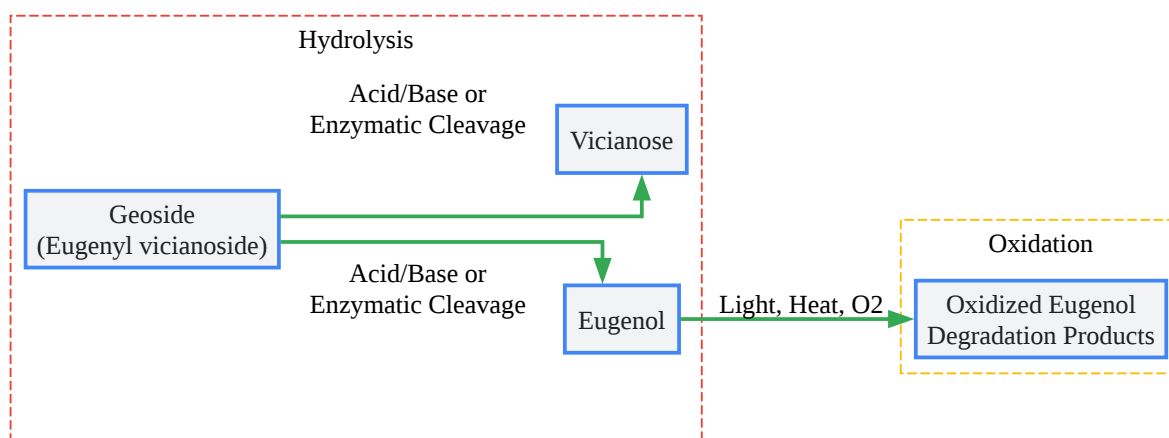 Hydrolysis
Acid/Base or
Enzymatic Cleavage
Vicianose
Geoside
(Eugenyl vicianoside)
Acid/Base or
Enzymatic Cleavage
Eugenol
Light, Heat, O2
Oxidation
Oxidized Eugenol
Degradation Products